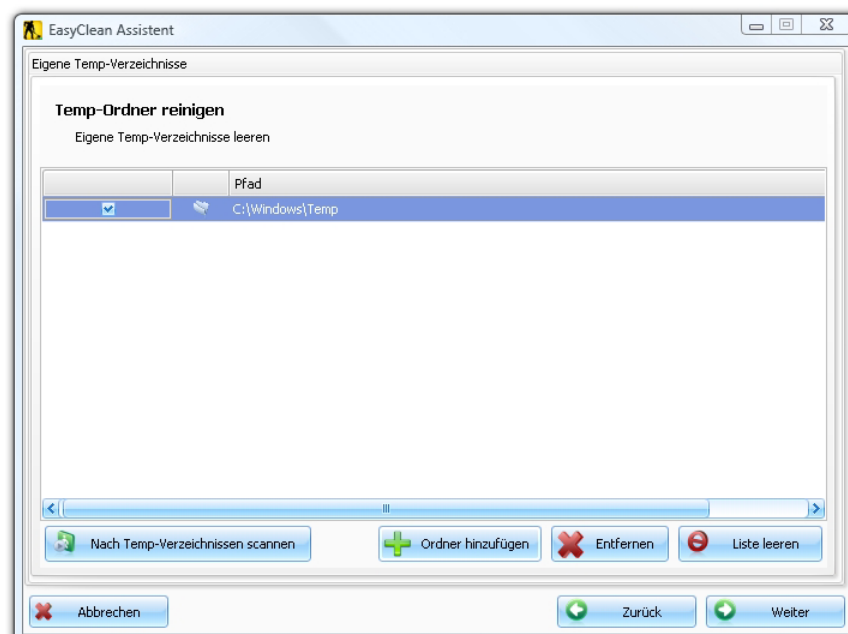 EasyClean Assistent
Eigene Temp-Verzeichnisse
Temp-Ordner reinigen
Eigene Temp-Verzeichnisse leeren
Pfad
C:\Windows\Temp
Nach Temp-Verzeichnissen scannen Ordner hinzufügen Entfernen Liste leeren
Abbrechen Zurück Weiter